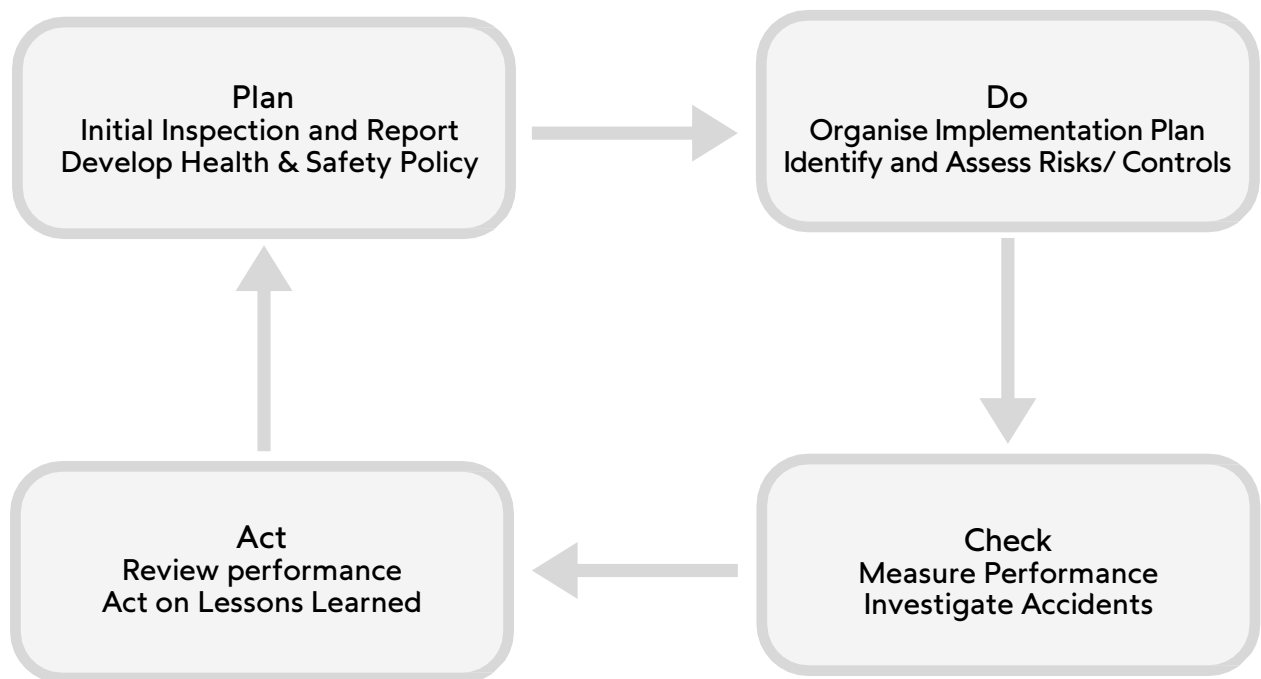 Plan
Initial Inspection and Report
Develop Health & Safety Policy
Do
Organise Implementation Plan
Identify and Assess Risks/ Controls
Act
Review performance
Act on Lessons Learned
Check
Measure Performance
Investigate Accidents